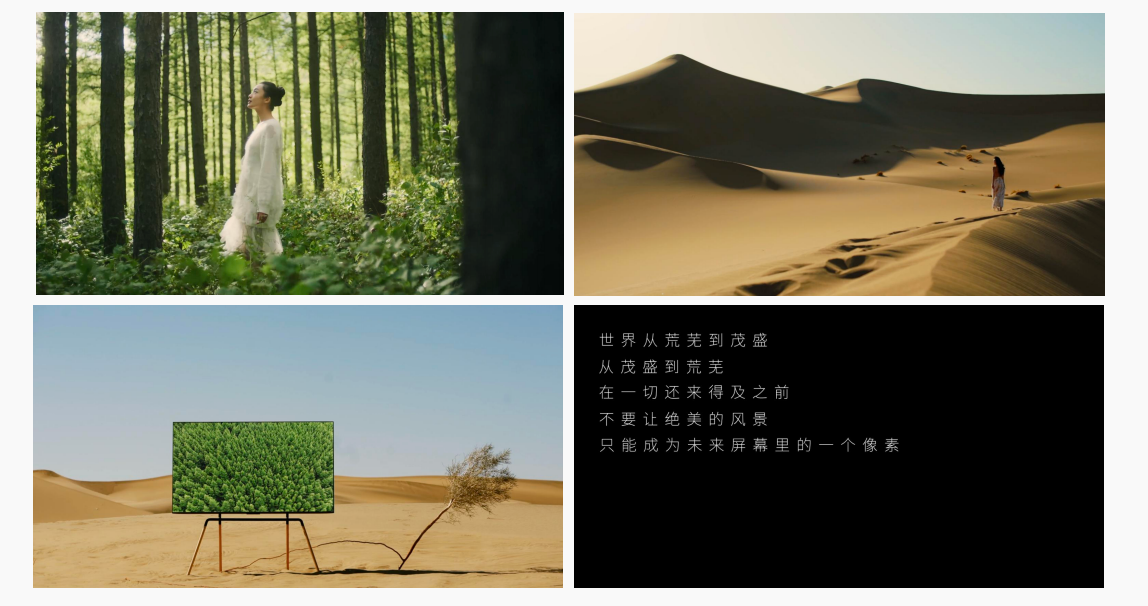 世界从荒芜到茂盛
从茂盛到荒芜
在一切还来得及之前
不要让绝美的风景
只能成为未来屏幕里的一个像素